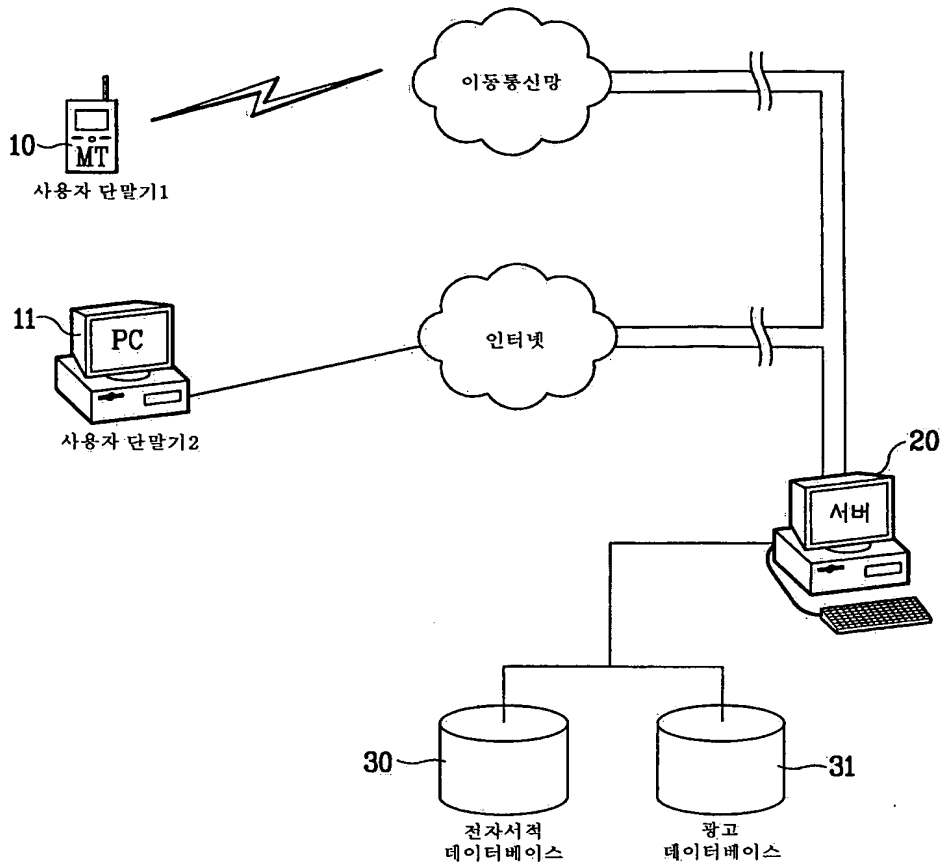 이동통신망
10
MT
사용자 단말기1
11
PC
인터넷
사용자 단말기2
20
서버
30
31
전자서적
데이터베이스
광고
데이터베이스